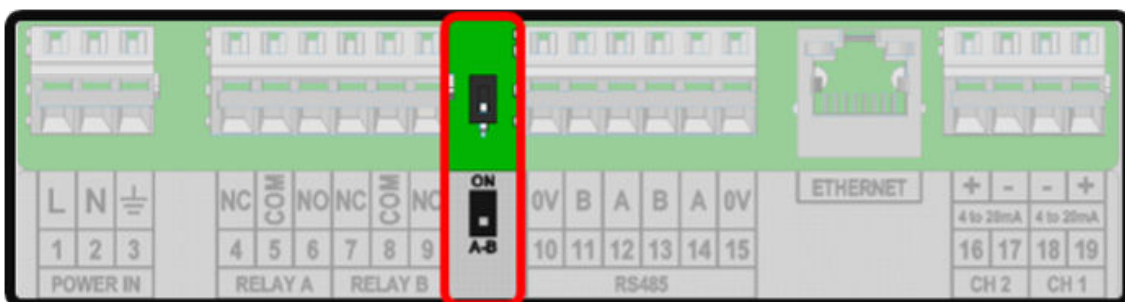 ON
L N NC COM NO NC COM NO 0V B A B A 0V ETHERNET + - - +
4 to 20mA 4 to 20mA
1 2 3 4 5 6 7 8 9 A-B 10 11 12 13 14 15 16 17 18 19
POWER IN RELAY A RELAY B RS485 CH 2 CH 1